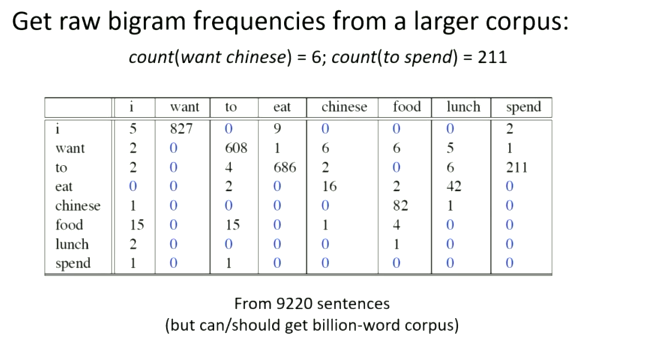 Get raw bigram frequencies from a larger corpus:
count(want chinese) = 6; count(to spend) = 211
i want to eat chinese food lunch spend
i 5 827 0 9 0 0 0 2
want 2 0 608 1 6 6 5 1
to 2 0 4 686 2 0 6 211
eat 0 0 2 0 16 2 42 0
chinese 1 0 0 0 0 82 1 0
food 15 0 15 0 1 4 0 0
lunch 2 0 0 0 0 1 0 0
spend 1 0 1 0 0 0 0 0
From 9220 sentences
(but can/should get billion-word corpus)